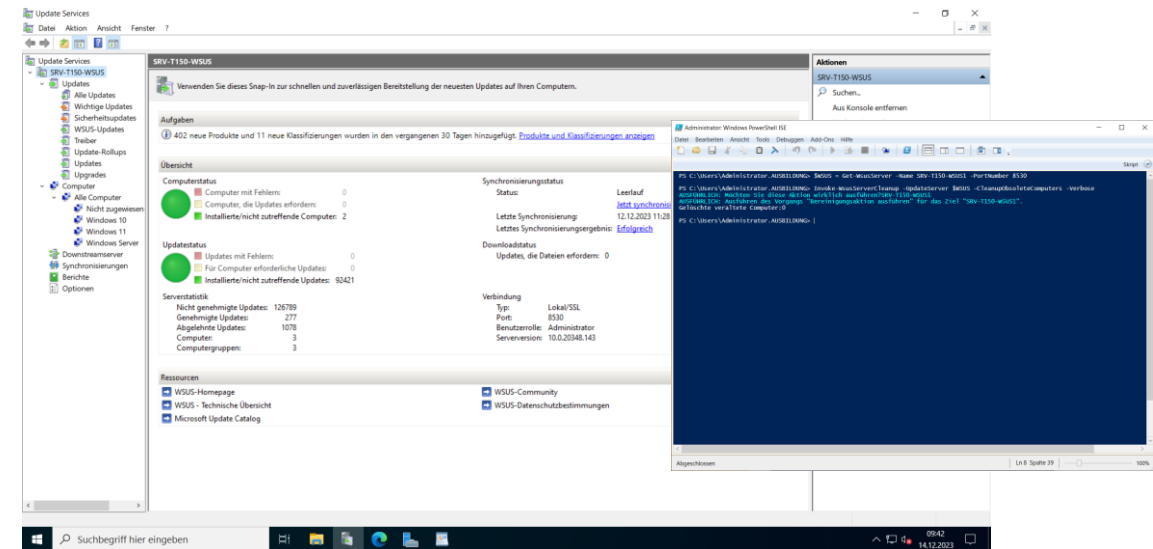 Update Services
Datei Aktion Ansicht Fenster ?
Update Services
SRV-T150-WSUS
Updates
Alle Updates
Wichtige Updates
Sicherheitsupdates
WSUS-Updates
Treiber
Update-Rollups
Updates
Upgrades
Computer
Alle Computer
Nicht zugewiesen
Windows 10
Windows 11
Windows Server
Downstreamserver
Synchronisierungen
Berichte
Optionen
SRV-T150-WSUS
Verwenden Sie dieses Snap-In zur schnellen und zuverlässigen Bereitstellung der neuesten Updates auf Ihren Computern.
Aufgaben
402 neue Produkte und 11 neue Klassifizierungen wurden in den vergangenen 30 Tagen hinzugefügt. Produkte und Klassifizierungen anzeigen
Übersicht
Computerstatus
Computer mit Fehlern: 0
Computer, die Updates erfordern: 0
Installierte/nicht zutreffende Computer: 2
Updatestatus
Updates mit Fehlern: 0
Für Computer erforderliche Updates: 0
Installierte/nicht zutreffende Updates: 92421
Serverstatistik
Nicht genehmigte Updates: 126789
Genehmigte Updates: 277
Abgelehnte Updates: 1078
Computer: 3
Computergruppen: 3
Synchronisierungsstatus
Status: Leerlauf
Jetzt synchronisi
Letzte Synchronisierung: 12.12.2023 11:28
Letztes Synchronisierungsergebnis: Erfolgreich
Downloadstatus
Updates, die Dateien erfordern: 0
Verbindung
Typ: Lokal/SSL
Port: 8530
Benutzerrolle: Administrator
Serverversion: 10.0.20348.143
Ressourcen
WSUS-Homepage
WSUS - Technische Übersicht
Microsoft Update Catalog
WSUS-Community
WSUS-Datenschutzbestimmungen
Aktionen
SRV-T150-WSUS
Suchen...
Aus Konsole entfernen
Administrator: Windows PowerShell ISE
Datei Bearbeiten Ansicht Tools Debuggen Add-Ons Hilfe
Skript
PS C:\Users\Administrator.AUSBILDUNG> $WSUS = Get-WsusServer -Name SRV-T150-WSUS1 -PortNumber 8530
PS C:\Users\Administrator.AUSBILDUNG> Invoke-WsusServerCleanup -UpdateServer $WSUS -CleanupObsoleteComputers -Verbose
AUSFÜHRLICH: Möchten Sie diese Aktion wirklich ausführen?SRV-T150-WSUS1
AUSFÜHRLICH: Ausführen des Vorgangs "Bereinigungsaktion ausführen" für das Ziel "SRV-T150-WSUS1".
Gelöschte veraltete Computer:0
PS C:\Users\Administrator.AUSBILDUNG>
Abgeschlossen
Ln 8 Spalte 39
100%
Suchbegriff hier eingeben
09:42
14.12.2023